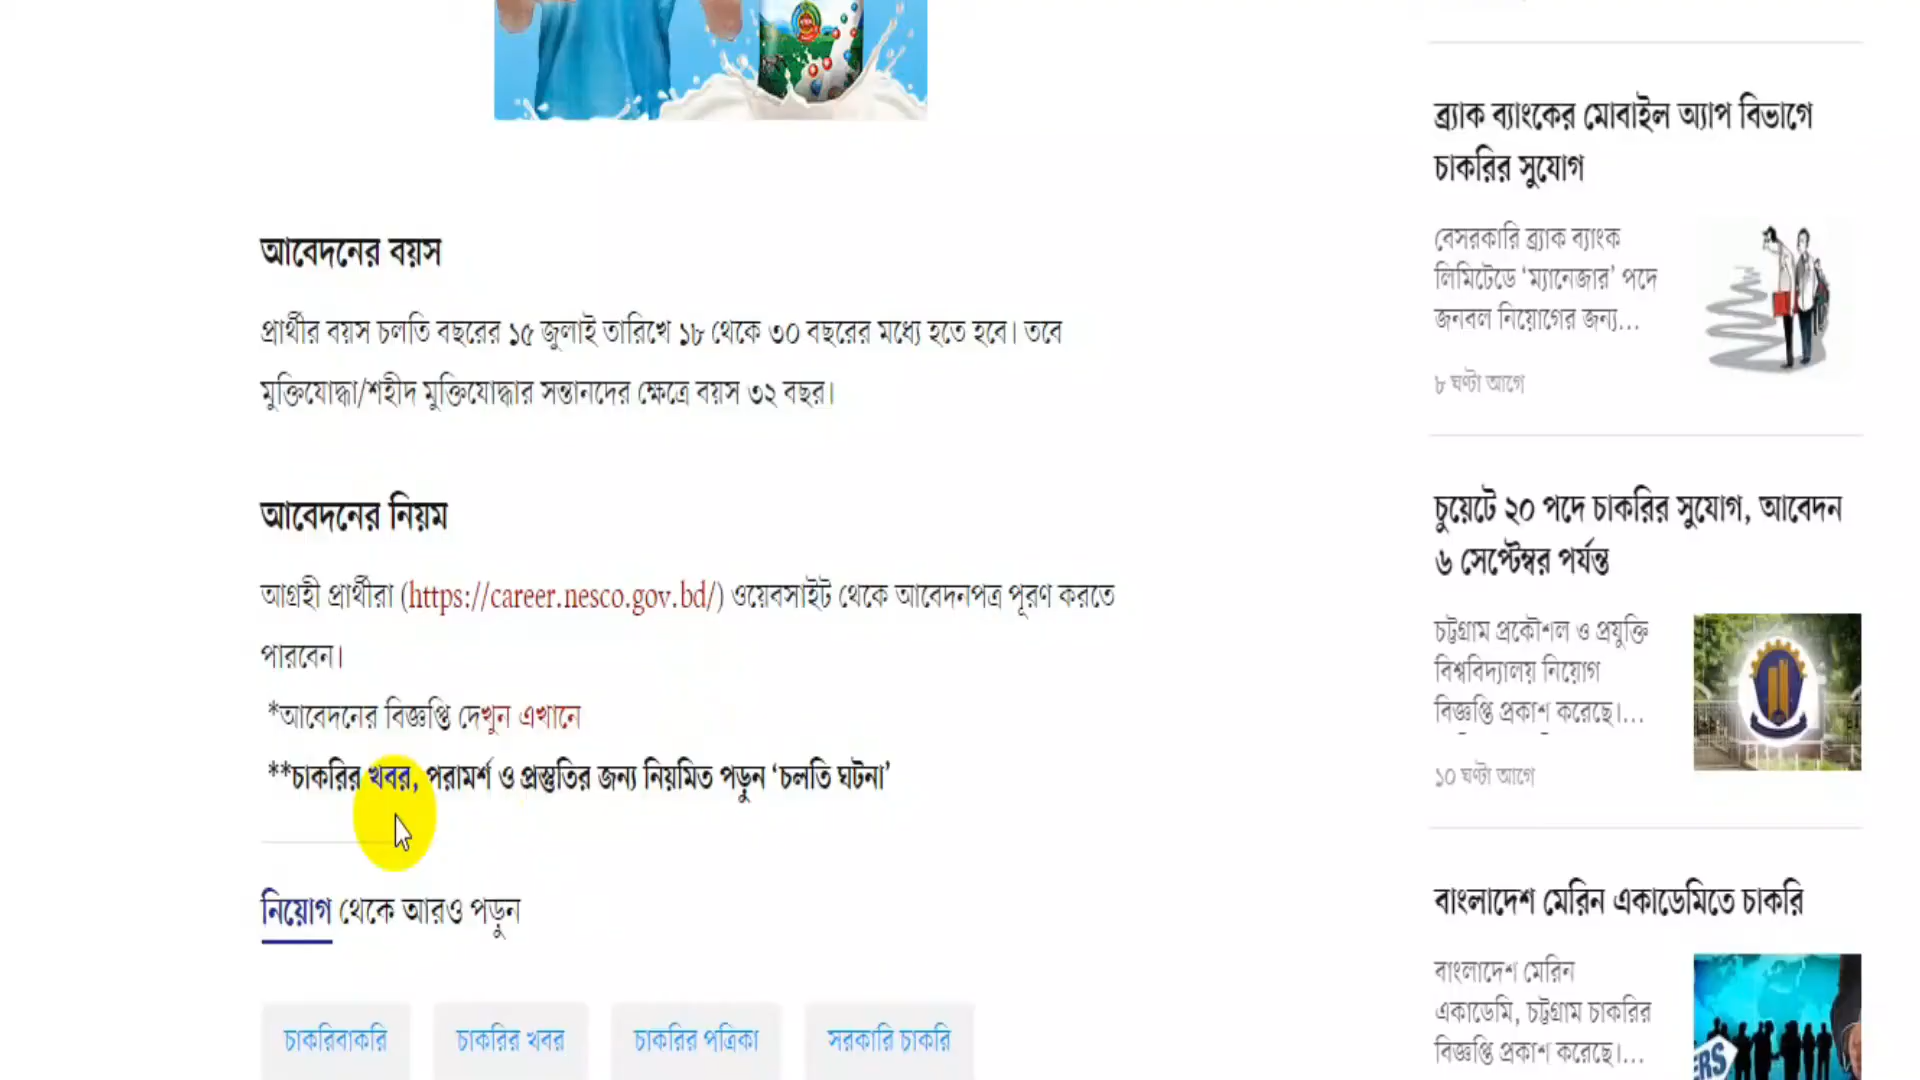 আবেদনের বয়স
প্রার্থীর বয়স চলতি বছরের ১৫ জুলাই তারিখে ১৮ থেকে ৩০ বছরের মধ্যে হতে হবে। তবে
মুক্তিযোদ্ধা/শহীদ মুক্তিযোদ্ধার সন্তানদের ক্ষেত্রে বয়স ৩২ বছর।
আবেদনের নিয়ম
আগ্রহী প্রার্থীরা (https://career.nesco.gov.bd/) ওয়েবসাইট থেকে আবেদনপত্র পূরণ করতে
পারবেন।
*আবেদনের বিজ্ঞপ্তি দেখুন এখানে
**চাকরির খবর, পরামর্শ ও প্রস্তুতির জন্য নিয়মিত পড়ুন ‘চলতি ঘটনা’
নিয়োগ থেকে আরও পড়ুন
চাকরিবাকরি
চাকরির খবর
চাকরির পত্রিকা
সরকারি চাকরি
ব্র্যাক ব্যাংকের মোবাইল অ্যাপ বিভাগে
চাকরির সুযোগ
বেসরকারি ব্র্যাক ব্যাংক
লিমিটেডে ‘ম্যানেজার’ পদে
জনবল নিয়োগের জন্য...
৮ ঘণ্টা আগে
চুয়েটে ২০ পদে চাকরির সুযোগ, আবেদন
৬ সেপ্টেম্বর পর্যন্ত
চট্টগ্রাম প্রকৌশল ও প্রযুক্তি
বিশ্ববিদ্যালয় নিয়োগ
বিজ্ঞপ্তি প্রকাশ করেছে।...
১০ ঘণ্টা আগে
বাংলাদেশ মেরিন একাডেমিতে চাকরি
বাংলাদেশ মেরিন
একাডেমি, চট্টগ্রাম চাকরির
বিজ্ঞপ্তি প্রকাশ করেছে।...